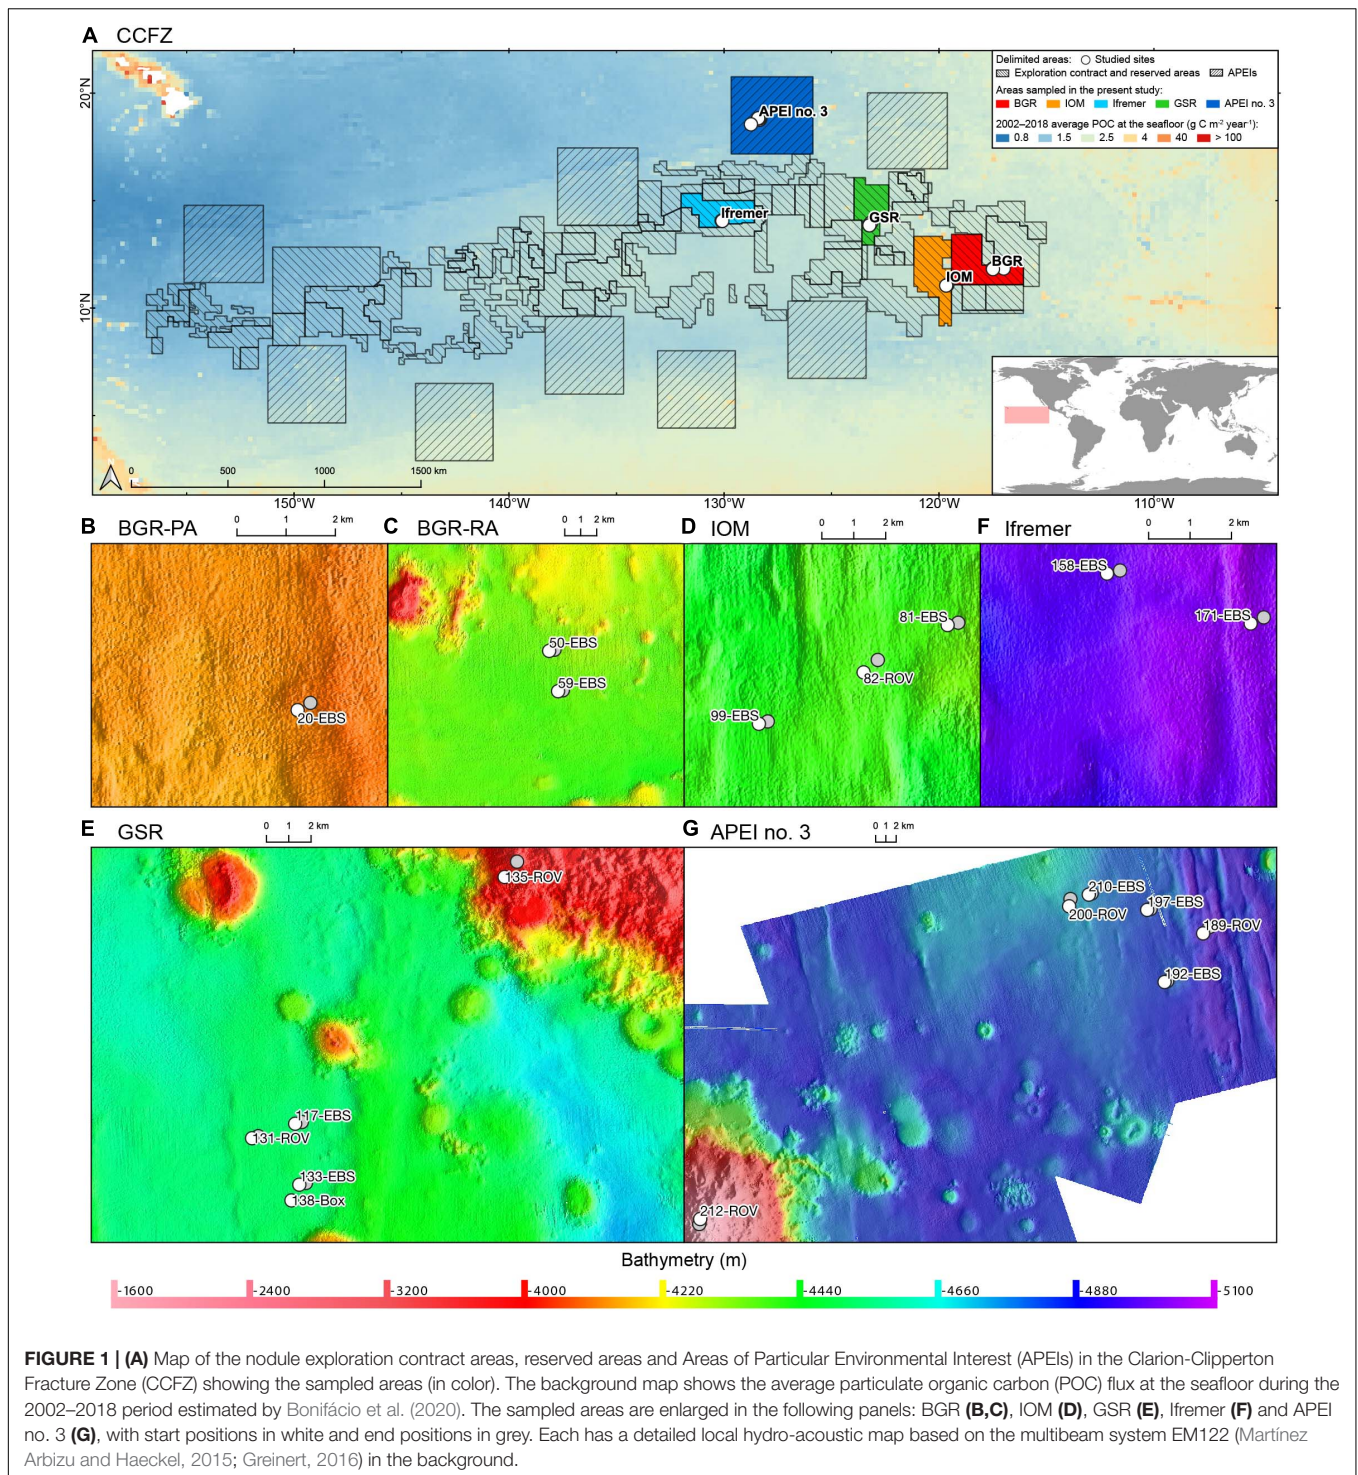 A CCFZ
Delimited areas: Studied sites
Exploration contract and reserved areas APEIs
Areas sampled in the present study:
BGR IOM Ifremer GSR APEI no. 3
2002–2018 average POC at the seafloor (g C m⁻² year⁻¹):
0.8 1.5 2.5 4 40 > 100
20°N
10°N
APEI no. 3
Ifremer
GSR
BGR
IOM
N
0 500 1000 1500 km
150°W 140°W 130°W 120°W 110°W
B BGR-PA
0 1 2 km
20-EBS
C BGR-RA
0 1 2 km
50-EBS
59-EBS
D IOM
0 1 2 km
81-EBS
82-ROV
99-EBS
F Ifremer
0 1 2 km
158-EBS
171-EBS
E GSR
0 1 2 km
135-ROV
117-EBS
131-ROV
133-EBS
138-Box
G APEI no. 3
0 1 2 km
210-EBS
200-ROV
197-EBS
189-ROV
192-EBS
212-ROV
Bathymetry (m)
-1600 -2400 -3200 -4000 -4220 -4440 -4660 -4880 -5100
FIGURE 1 | (A) Map of the nodule exploration contract areas, reserved areas and Areas of Particular Environmental Interest (APEIs) in the Clarion-Clipperton
Fracture Zone (CCFZ) showing the sampled areas (in color). The background map shows the average particulate organic carbon (POC) flux at the seafloor during the
2002–2018 period estimated by Bonifácio et al. (2020). The sampled areas are enlarged in the following panels: BGR (B,C), IOM (D), GSR (E), Ifremer (F) and APEI
no. 3 (G), with start positions in white and end positions in grey. Each has a detailed local hydro-acoustic map based on the multibeam system EM122 (Martínez
Arbizu and Haeckel, 2015; Greinert, 2016) in the background.